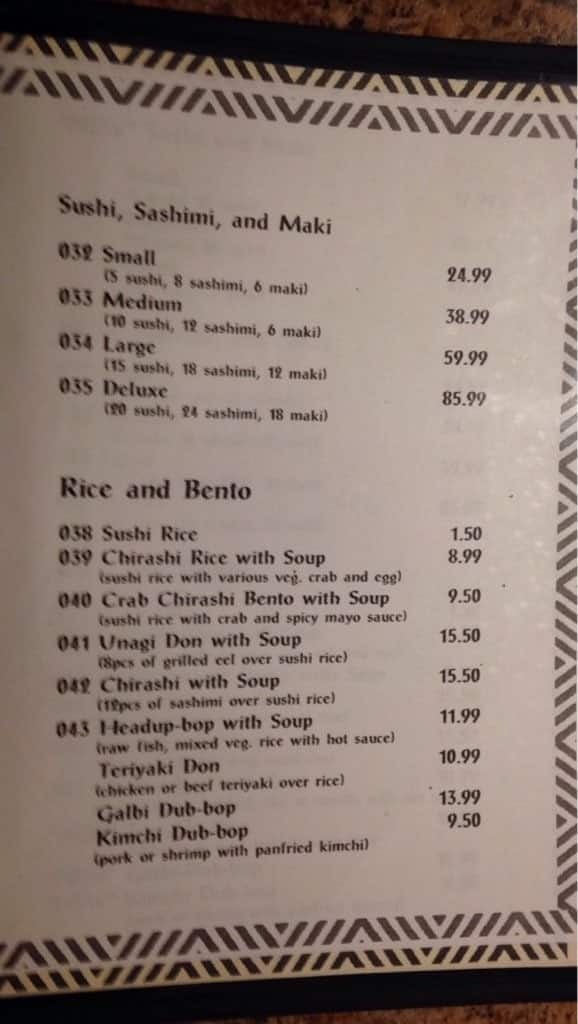 Sushi, Sashimi, and Maki
032 Small 24.99
(5 sushi, 8 sashimi, 6 maki)
033 Medium 38.99
(10 sushi, 12 sashimi, 6 maki)
034 Large 59.99
(15 sushi, 18 sashimi, 12 maki)
035 Deluxe 85.99
(20 sushi, 24 sashimi, 18 maki)
Rice and Bento
038 Sushi Rice 1.50
039 Chirashi Rice with Soup 8.99
(sushi rice with various veg. crab and egg)
040 Crab Chirashi Bento with Soup 9.50
(sushi rice with crab and spicy mayo sauce)
041 Unagi Don with Soup 15.50
(8pcs of grilled eel over sushi rice)
042 Chirashi with Soup 15.50
(12pcs of sashimi over sushi rice)
043 Headup-bop with Soup 11.99
(raw fish, mixed veg. rice with hot sauce)
Teriyaki Don 10.99
(chicken or beef teriyaki over rice)
Galbi Dub-bop 13.99
Kimchi Dub-bop 9.50
(pork or shrimp with panfried kimchi)